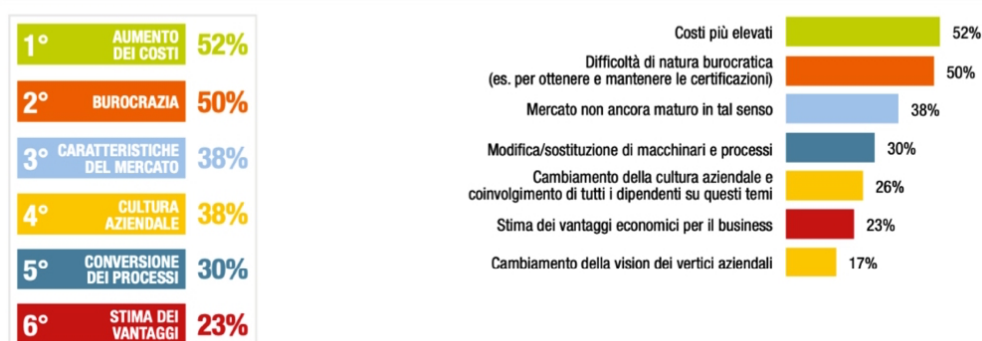 1° AUMENTO
DEI COSTI 52%
2° BUROCRAZIA 50%
3° CARATTERISTICHE
DEL MERCATO 38%
4° CULTURA
AZIENDALE 38%
5° CONVERSIONE
DEI PROCESSI 30%
6° STIMA DEI
VANTAGGI 23%
Costi più elevati 52%
Difficoltà di natura burocratica
(es. per ottenere e mantenere le certificazioni) 50%
Mercato non ancora maturo in tal senso 38%
Modifica/sostituzione di macchinari e processi 30%
Cambiamento della cultura aziendale e
coinvolgimento di tutti i dipendenti su questi temi 26%
Stima dei vantaggi economici per il business 23%
Cambiamento della vision dei vertici aziendali 17%